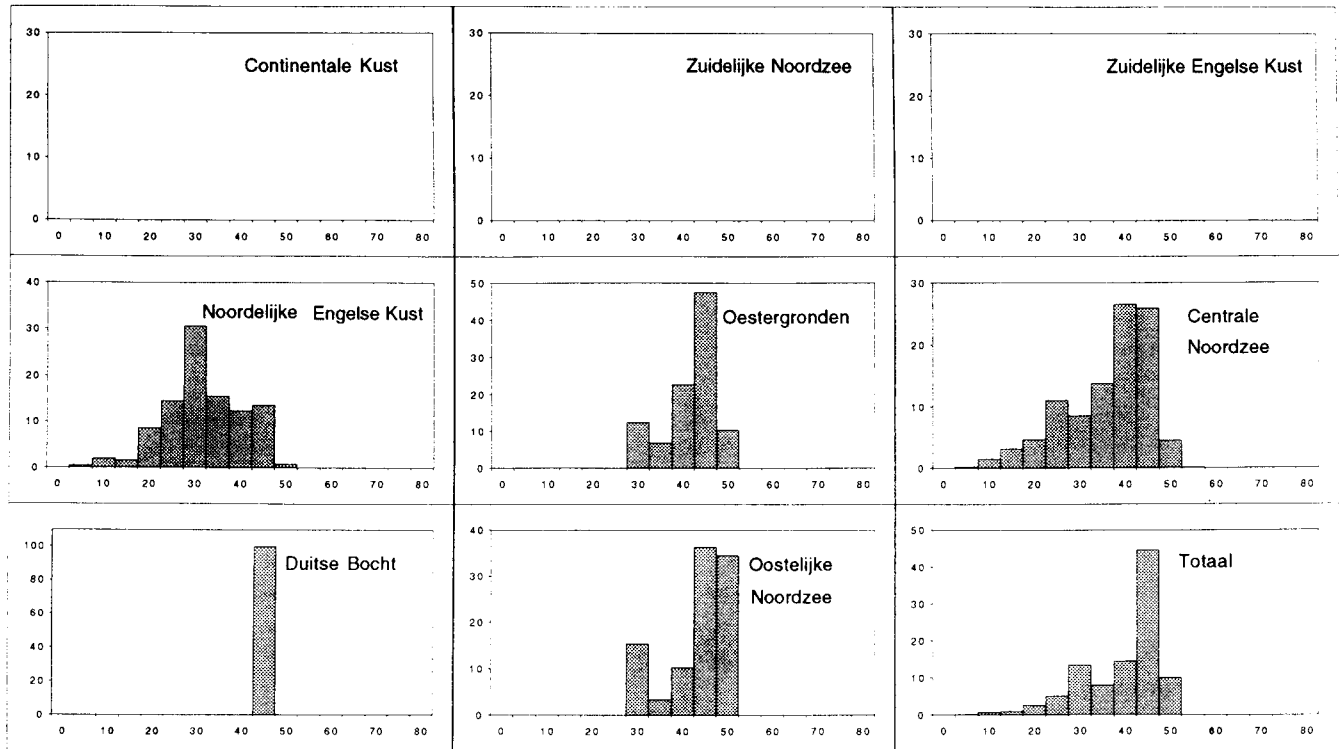 30
Continentale Kust
20
10
0
0 10 20 30 40 50 60 70 80
30
Zuidelijke Noordzee
20
10
0
0 10 20 30 40 50 60 70 80
30
Zuidelijke Engelse Kust
20
10
0
0 10 20 30 40 50 60 70 80
40
Noordelijke Engelse Kust
30
20
10
0
0 10 20 30 40 50 60 70 80
50
Oestergronden
40
30
20
10
0
0 10 20 30 40 50 60 70 80
30
Centrale
Noordzee
20
10
0
0 10 20 30 40 50 60 70 80
100
Duitse Bocht
80
60
40
20
0
0 10 20 30 40 50 60 70 80
40
Oostelijke
30
Noordzee
20
10
0
0 10 20 30 40 50 60 70 80
50
Totaal
40
30
20
10
0
0 10 20 30 40 50 60 70 80